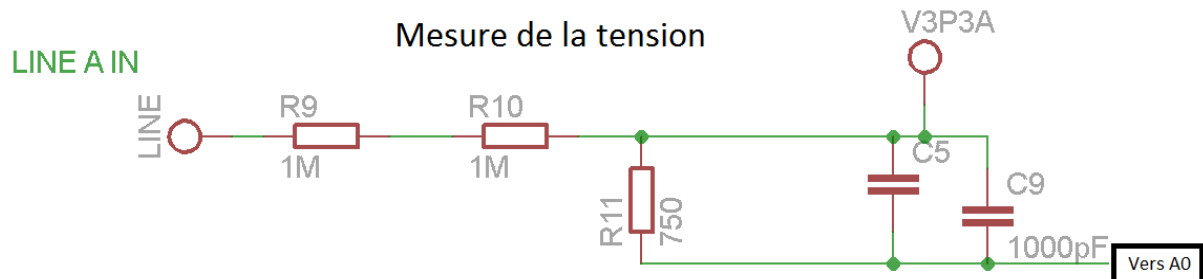 Mesure de la tension
V3P3A
LINE A IN
LINE
R9
1M
R10
1M
R11
750
C5
C9
1000pF
Vers A0